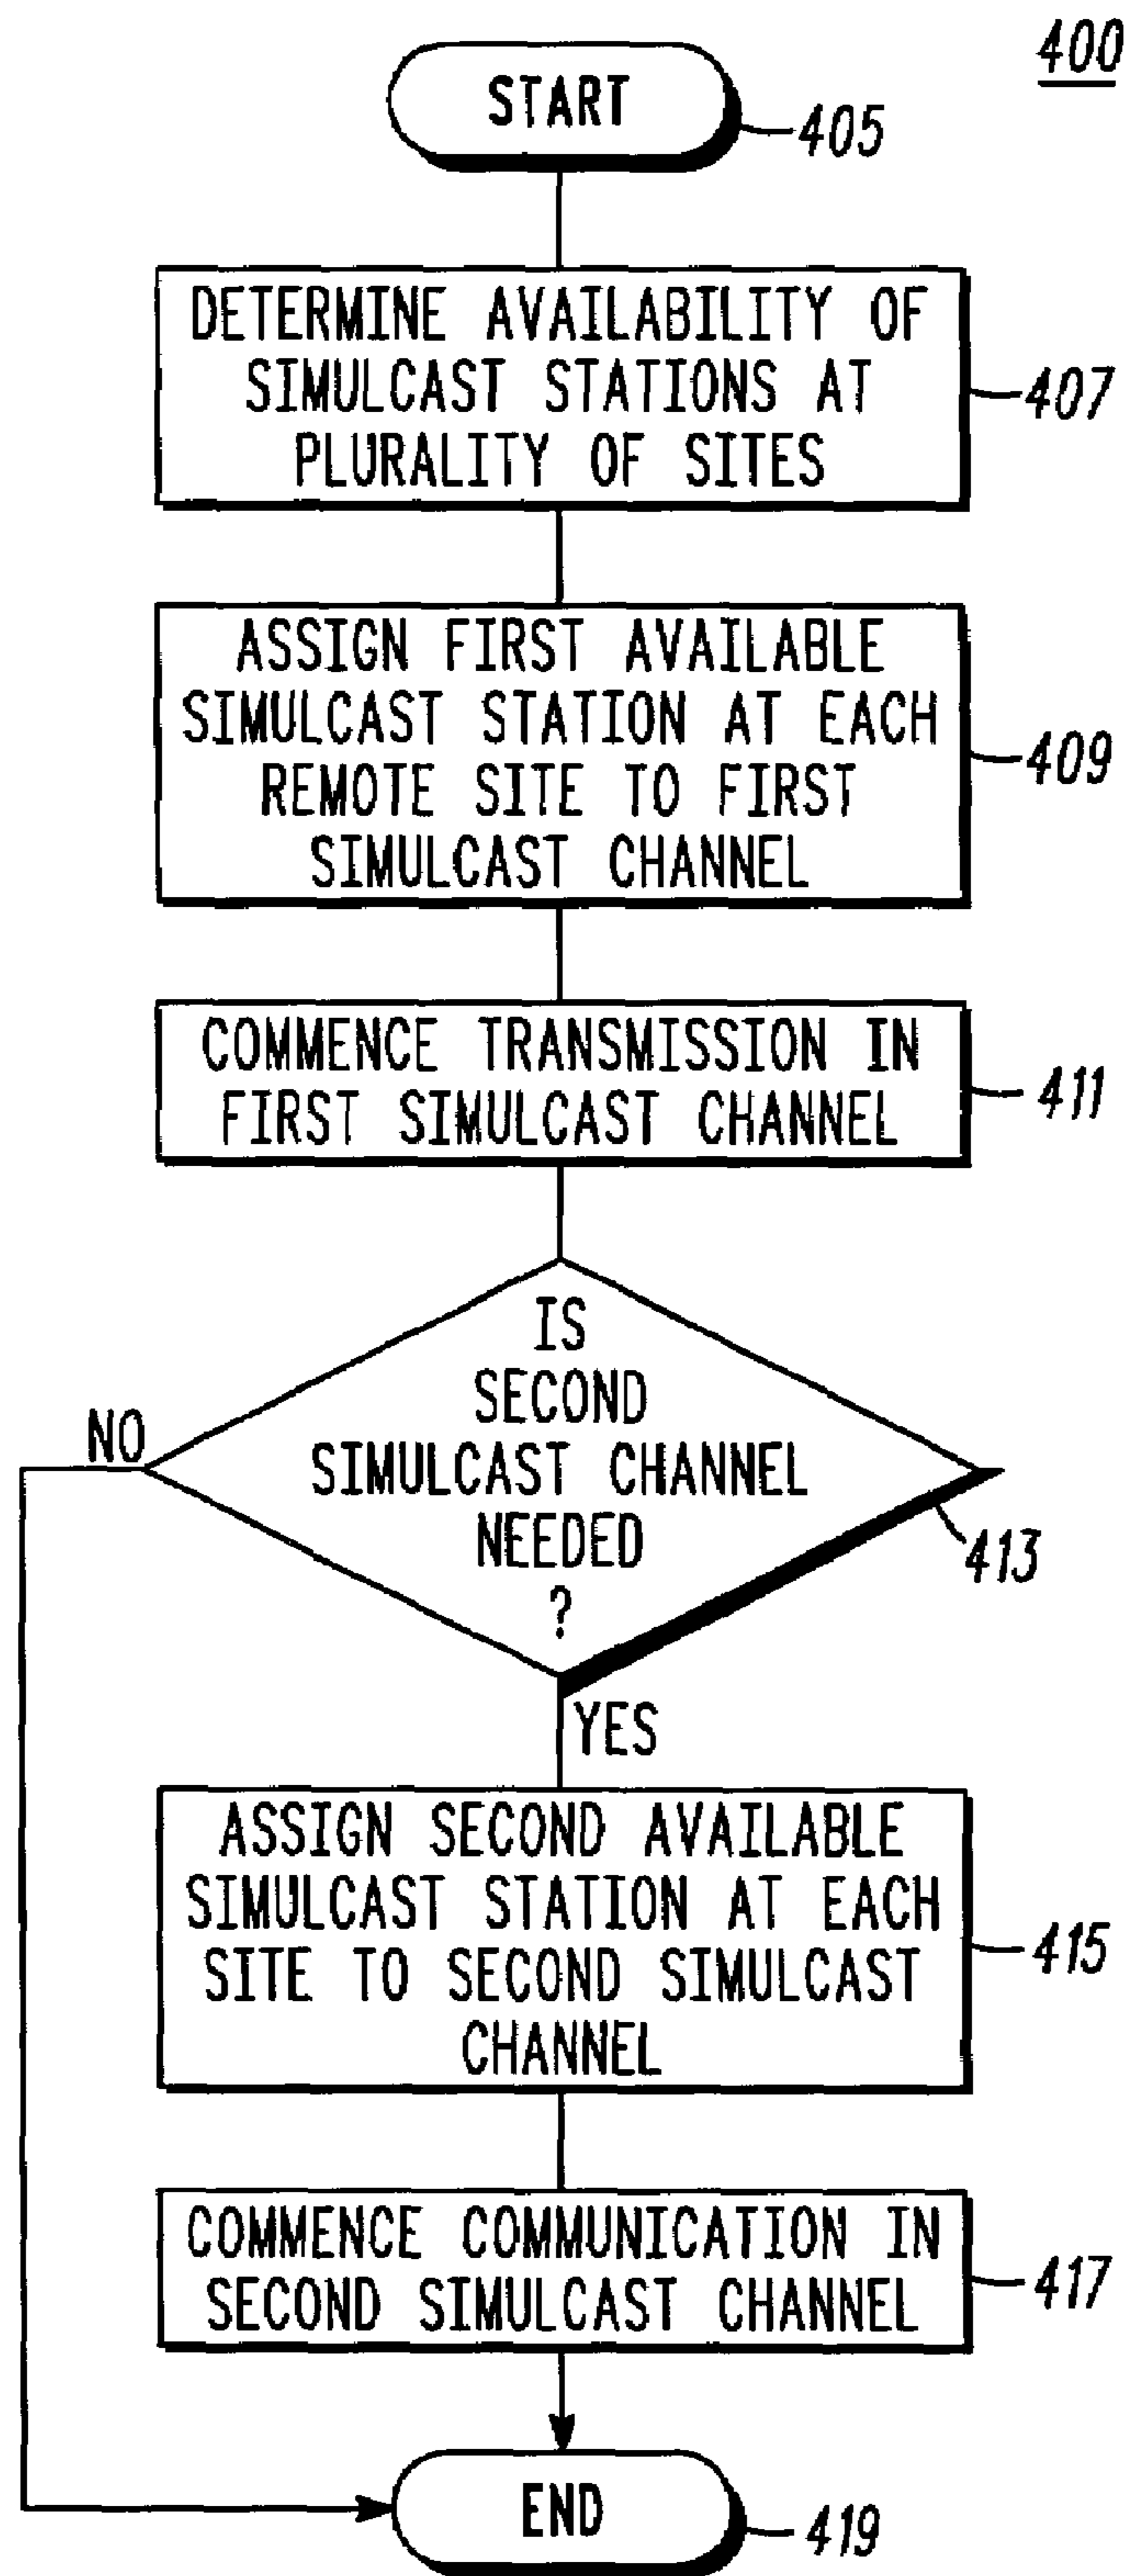 400
START
405
DETERMINE AVAILABILITY OF
SIMULCAST STATIONS AT
PLURALITY OF SITES
407
ASSIGN FIRST AVAILABLE
SIMULCAST STATION AT EACH
REMOTE SITE TO FIRST
SIMULCAST CHANNEL
409
COMMENCE TRANSMISSION IN
FIRST SIMULCAST CHANNEL
411
IS
SECOND
SIMULCAST CHANNEL
NEEDED
?
413
NO
YES
ASSIGN SECOND AVAILABLE
SIMULCAST STATION AT EACH
SITE TO SECOND SIMULCAST
CHANNEL
415
COMMENCE COMMUNICATION IN
SECOND SIMULCAST CHANNEL
417
END
419